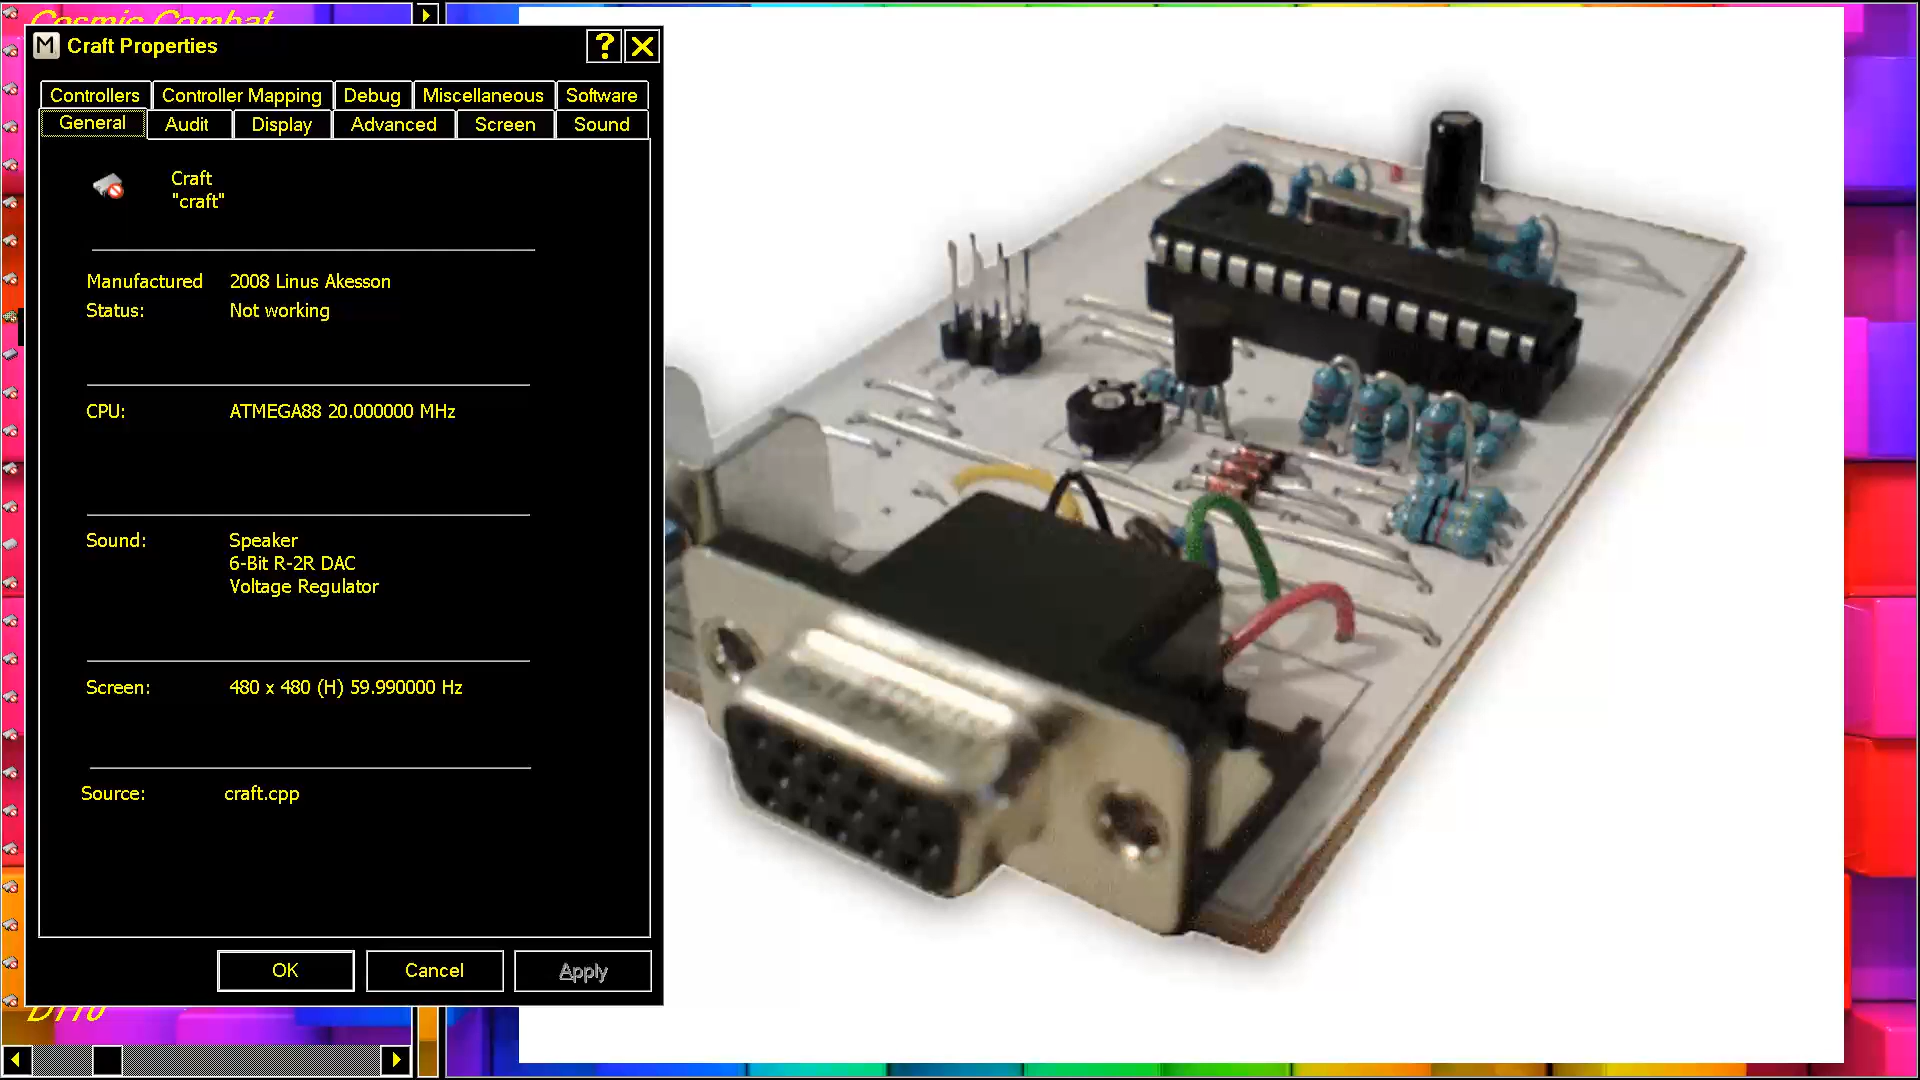 Cosmic Combat
M Craft Properties ?
Controllers Controller Mapping Debug Miscellaneous Software
General Audit Display Advanced Screen Sound
Craft
"craft"
Manufactured 2008 Linus Akesson
Status: Not working
CPU: ATMEGA88 20.000000 MHz
Sound: Speaker
6-Bit R-2R DAC
Voltage Regulator
Screen: 480 x 480 (H) 59.990000 Hz
Source: craft.cpp
OK Cancel Apply